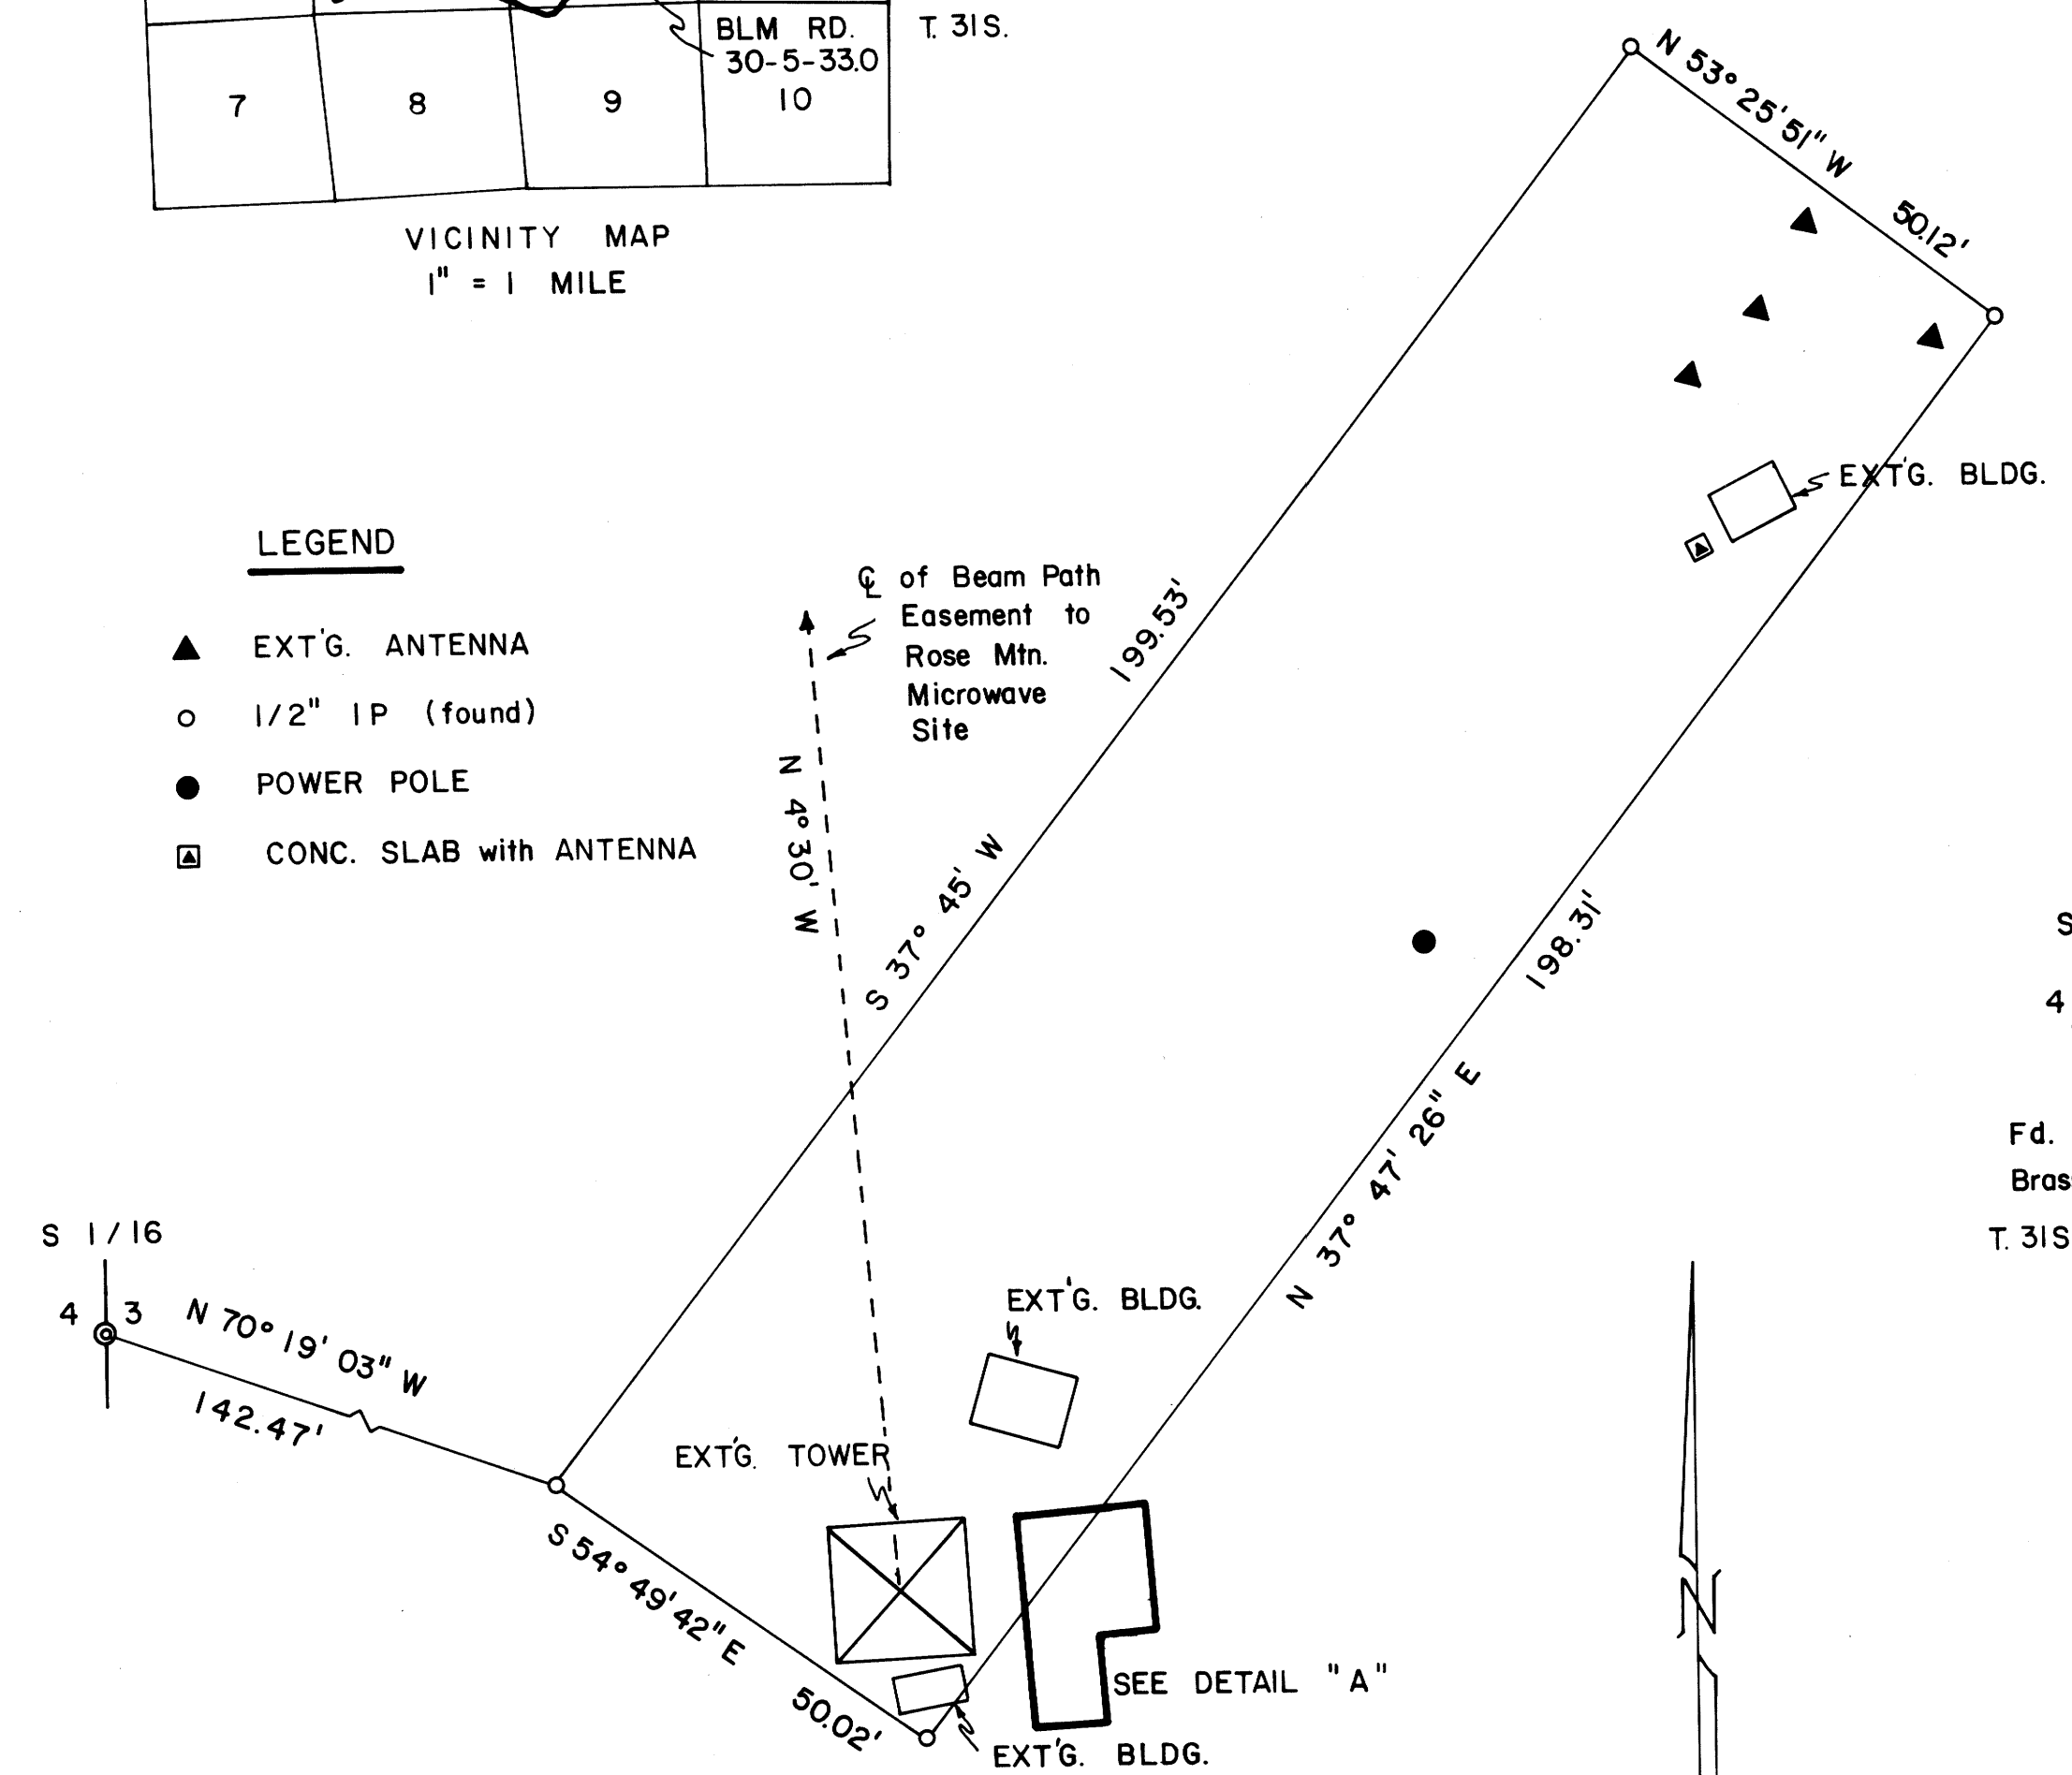 BLM RD.
30-5-33.0
T. 31S.
7
8
9
10
VICINITY MAP
1" = 1 MILE
N 53° 25' 51" W
50.12'
EXT'G. BLDG.
LEGEND
EXT'G. ANTENNA
1/2" IP (found)
POWER POLE
CONC. SLAB with ANTENNA
℄ of Beam Path
Easement to
Rose Mtn.
Microwave
Site
N 4° 30' W
199.53'
S 37° 45' W
198.31'
N 37° 47' 26" E
S
4
Fd.
Bras
T. 31S
S 1/16
4
3
N 70° 19' 03" W
142.47'
EXT'G. BLDG.
EXT'G. TOWER
S 54° 49' 42" E
50.02'
SEE DETAIL "A"
EXT'G. BLDG.
N